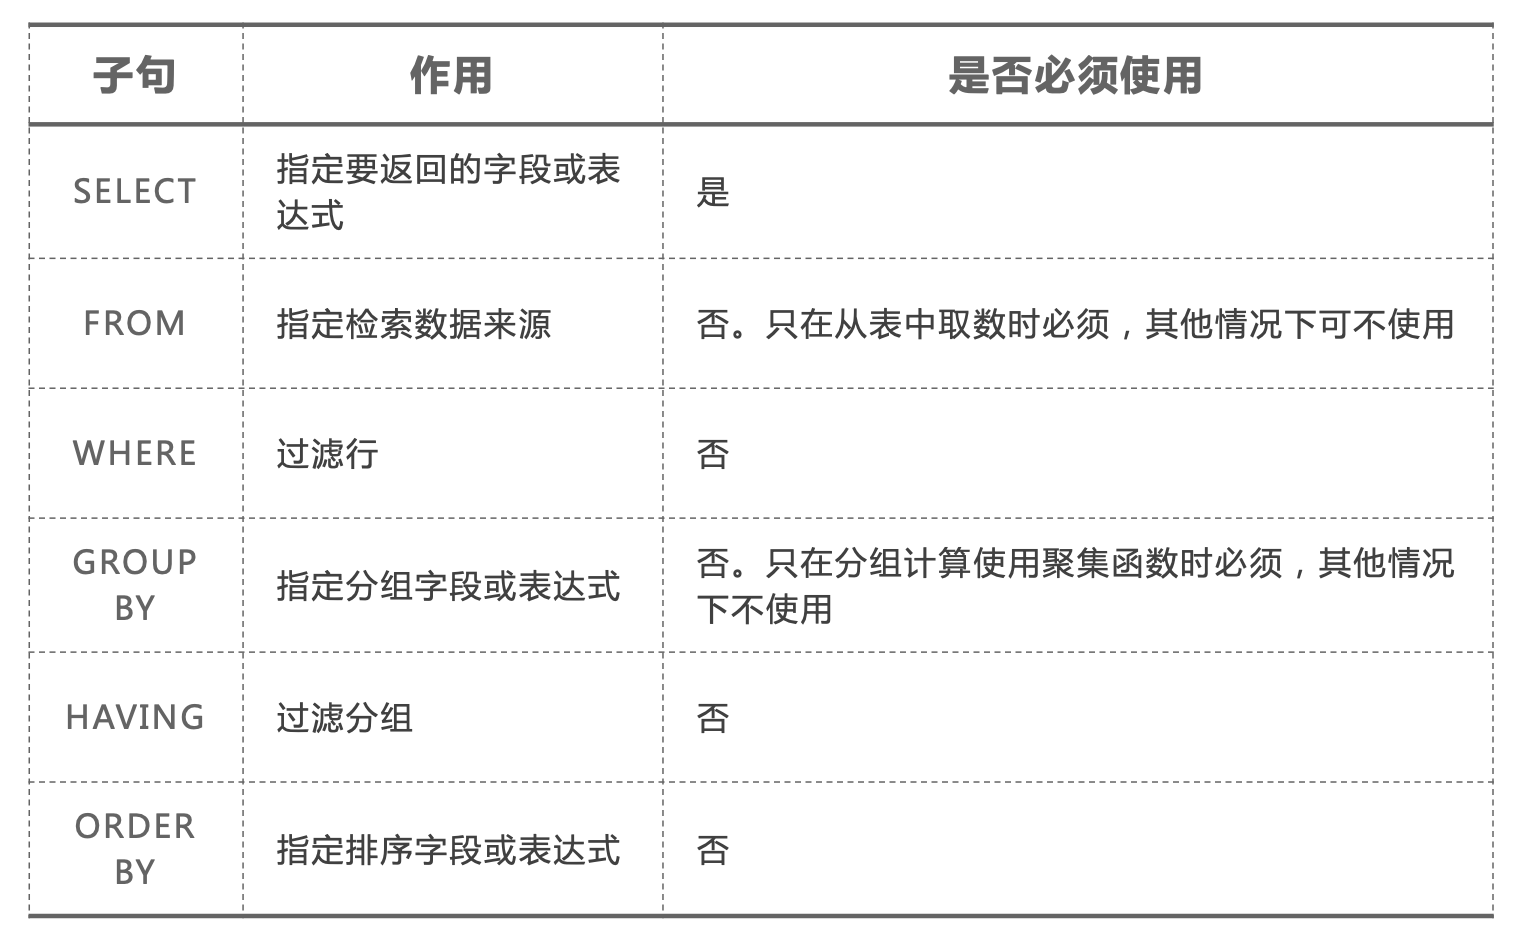 子句
作用
是否必须使用
SELECT
指定要返回的字段或表
达式
是
FROM
指定检索数据来源
否。只在从表中取数时必须，其他情况下可不使用
WHERE
过滤行
否
GROUP
BY
指定分组字段或表达式
否。只在分组计算使用聚集函数时必须，其他情况
下不使用
HAVING
过滤分组
否
ORDER
BY
指定排序字段或表达式
否